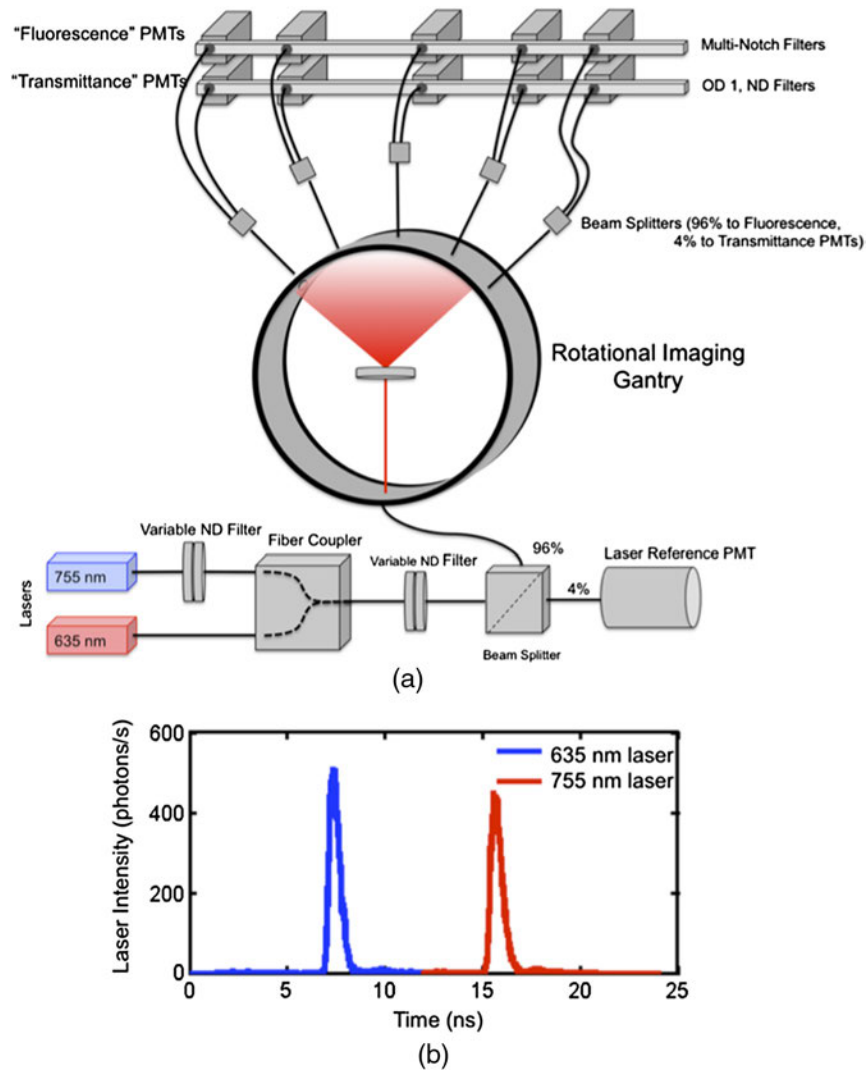 “Fluorescence” PMTs
Multi-Notch Filters
“Transmittance” PMTs
OD 1, ND Filters
Beam Splitters (96% to Fluorescence,
4% to Transmittance PMTs)
Rotational Imaging
Gantry
Variable ND Filter
Fiber Coupler
Variable ND Filter
96%
Laser Reference PMT
4%
Lasers
755 nm
635 nm
Beam Splitter
(a)
600
400
200
0
Laser Intensity (photons/s)
635 nm laser
755 nm laser
0 5 10 15 20 25
Time (ns)
(b)